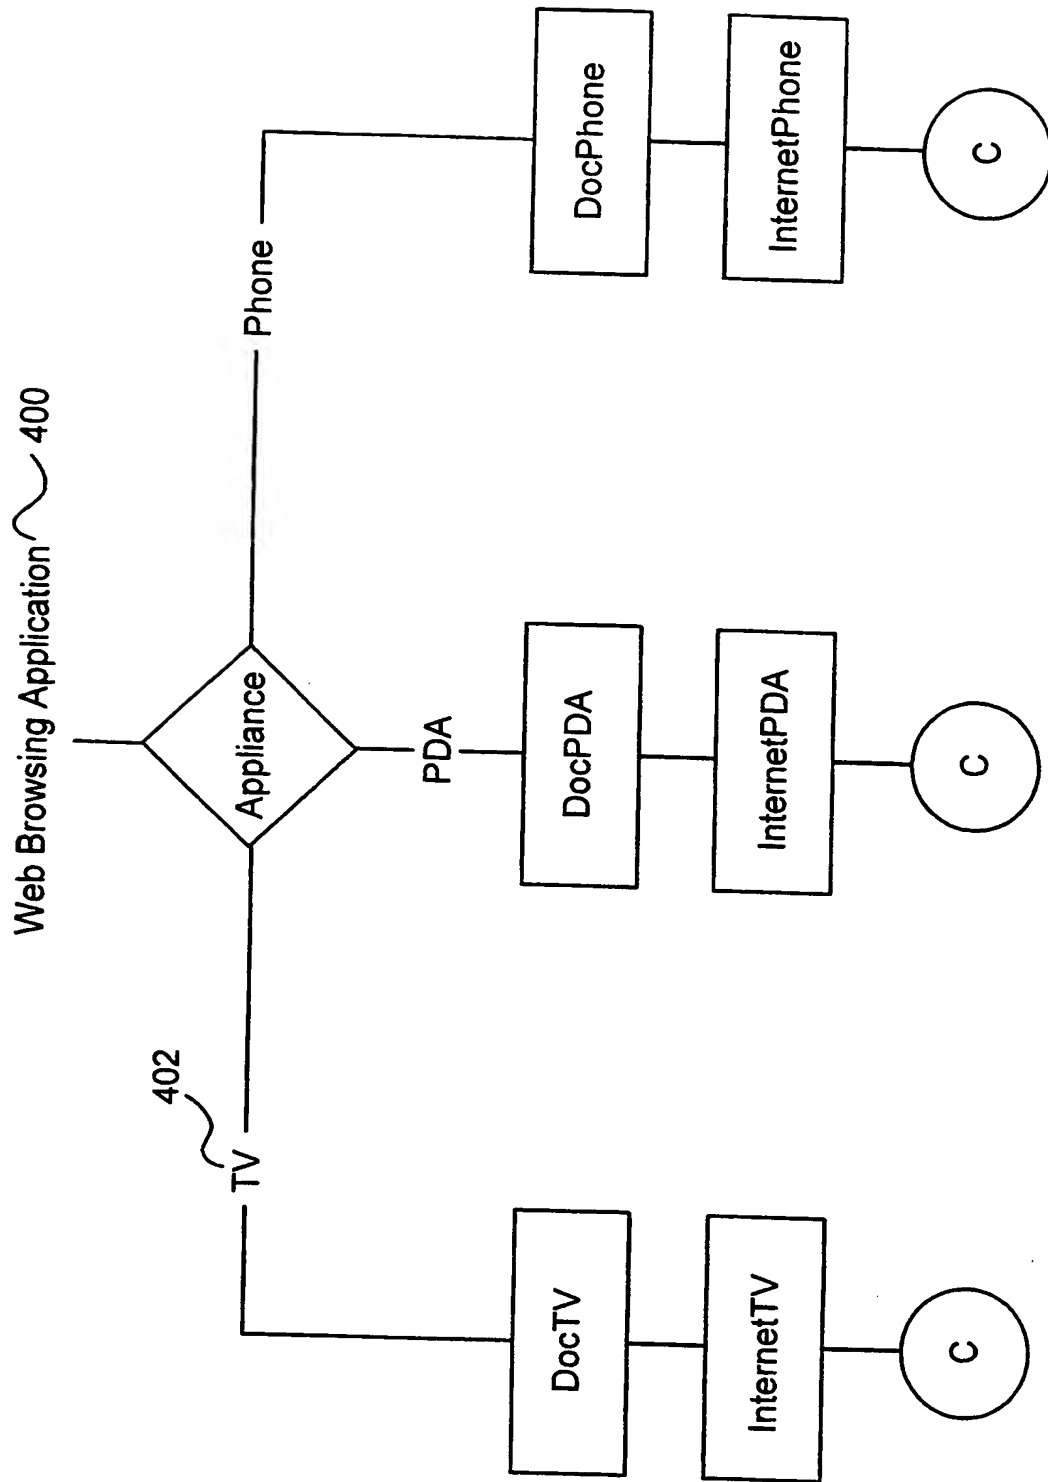 Web Browsing Application 400
402
TV
Appliance
Phone
PDA
DocTV
DocPDA
DocPhone
InternetTV
InternetPDA
InternetPhone
C
C
C